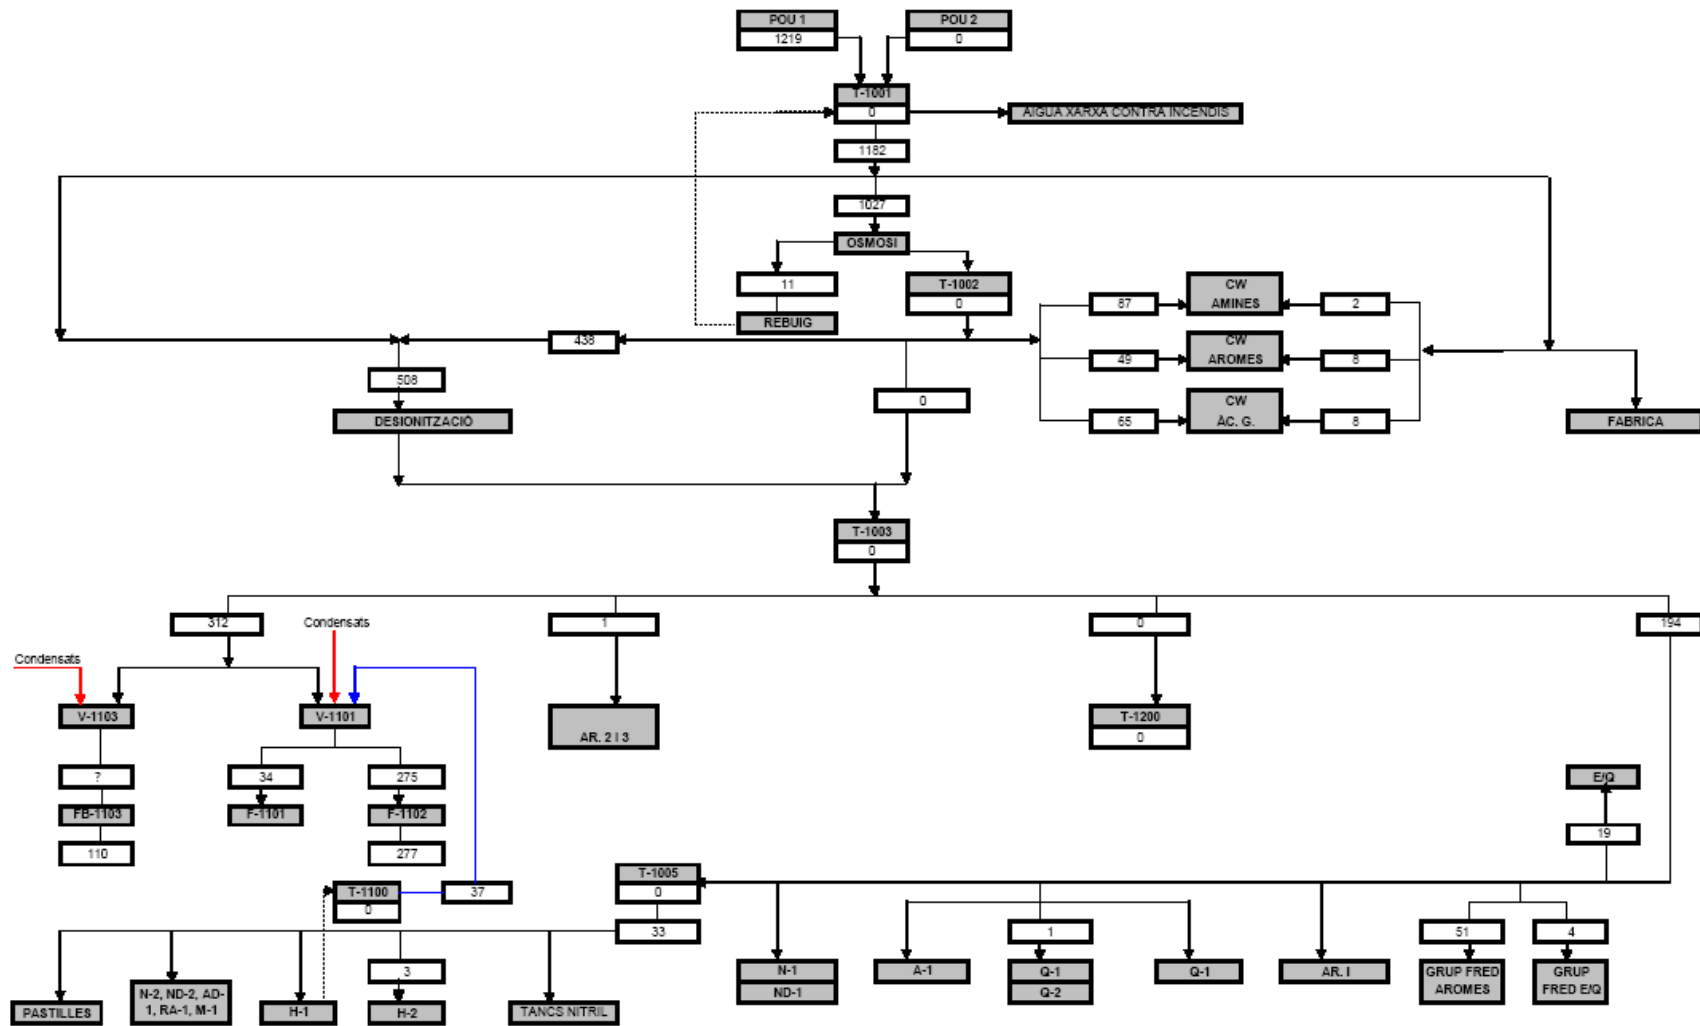 POU 1
POU 2
1219
0
T-1001
0
AIGUA XARXA CONTRA INCENDIS
1182
1027
OSMOSI
11
T-1002
0
REBUIG
CW
AMINES
87
2
438
CW
AROMES
49
8
508
0
CW
ÀC. G.
65
8
DESIONITZACIÓ
FABRICA
T-1003
0
312
Condensats
1
0
194
Condensats
V-1103
V-1101
AR. 2 I 3
T-1200
0
?
34
275
E/Q
FB-1103
F-1101
F-1102
19
110
277
T-1100
0
37
T-1005
0
33
1
51
4
3
N-1
ND-1
A-1
Q-1
Q-2
Q-1
AR. I
GRUP FRED
AROMES
GRUP
FRED E/Q
PASTILLES
N-2, ND-2, AD-
1, RA-1, M-1
H-1
H-2
TANCS NITRIL